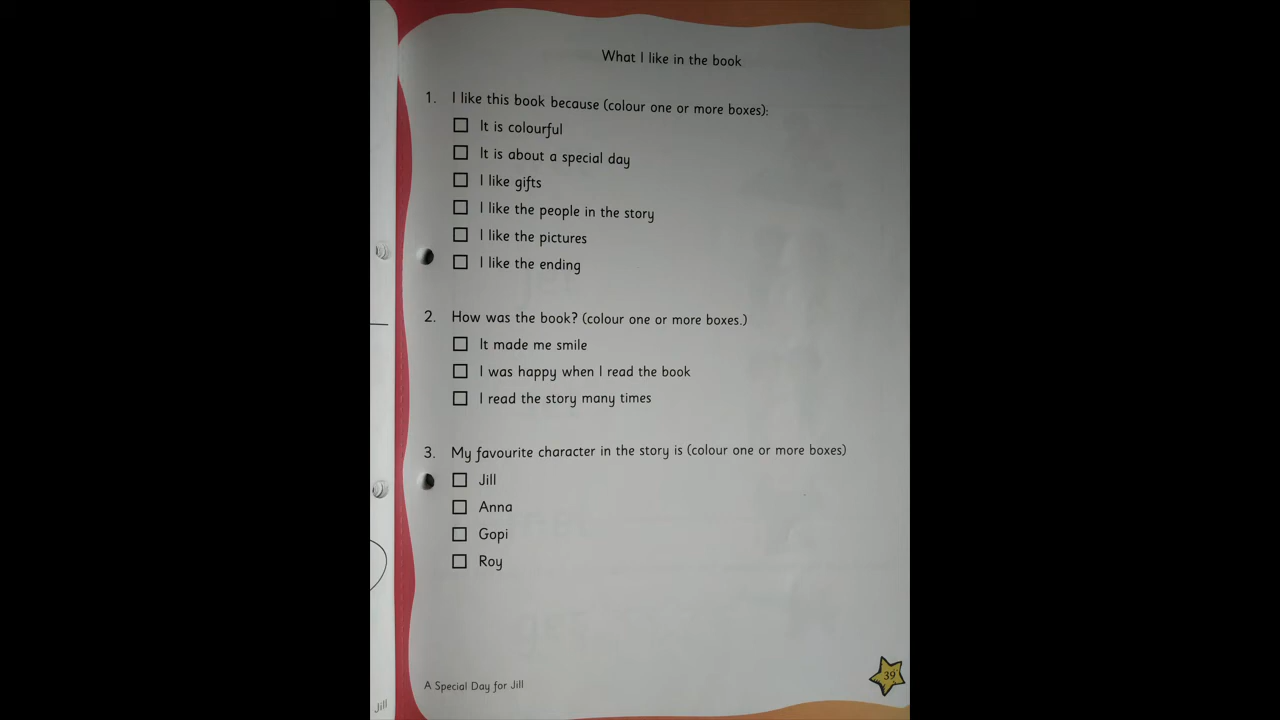 What I like in the book
1. I like this book because (colour one or more boxes):
It is colourful
It is about a special day
I like gifts
I like the people in the story
I like the pictures
I like the ending
2. How was the book? (colour one or more boxes.)
It made me smile
I was happy when I read the book
I read the story many times
3. My favourite character in the story is (colour one or more boxes)
Jill
Anna
Gopi
Roy
A Special Day for Jill
39
Jill